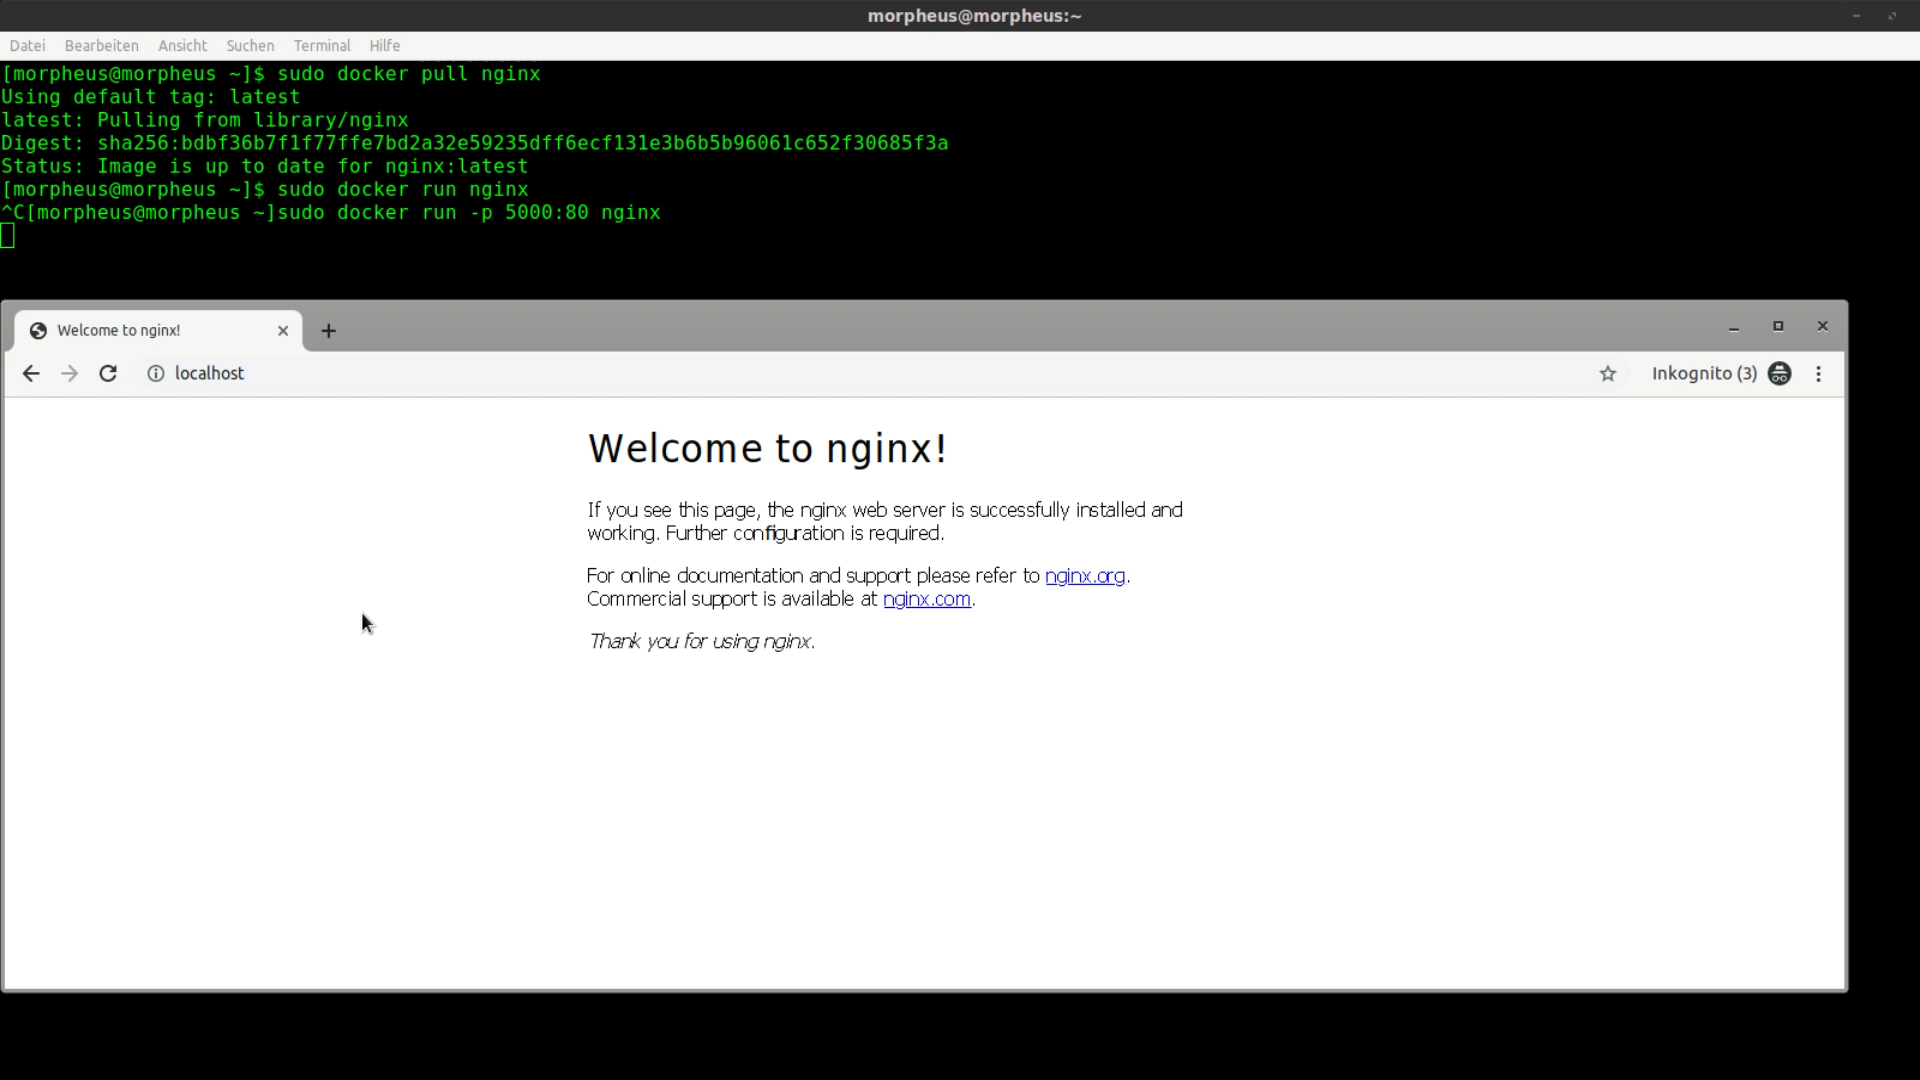 morpheus@morpheus:~
Datei Bearbeiten Ansicht Suchen Terminal Hilfe
[morpheus@morpheus ~]$ sudo docker pull nginx
Using default tag: latest
latest: Pulling from library/nginx
Digest: sha256:bdbf36b7f1f77ffe7bd2a32e59235dff6ecf131e3b6b5b96061c652f30685f3a
Status: Image is up to date for nginx:latest
[morpheus@morpheus ~]$ sudo docker run nginx
^C[morpheus@morpheus ~]sudo docker run -p 5000:80 nginx
Welcome to nginx!
localhost
Inkognito (3)
Welcome to nginx!
If you see this page, the nginx web server is successfully installed and
working. Further configuration is required.
For online documentation and support please refer to nginx.org.
Commercial support is available at nginx.com.
Thank you for using nginx.